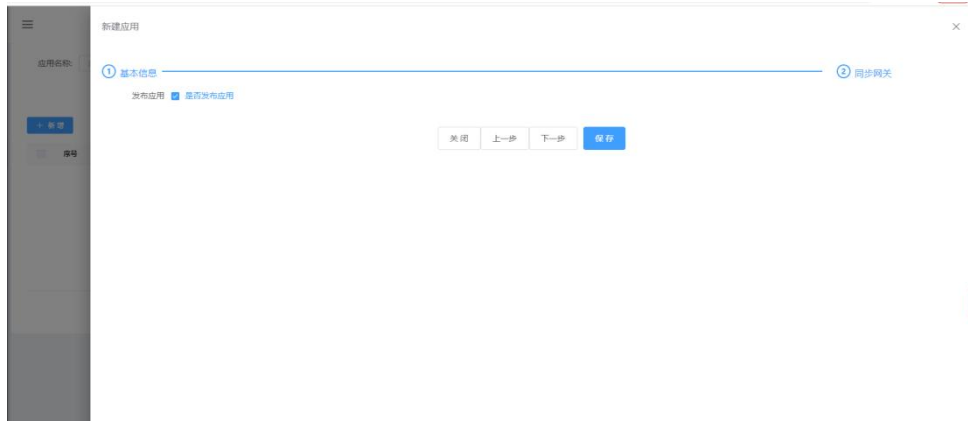 新建应用
×
应用名称:
① 基本信息
② 同步网关
发布应用 是否发布应用
+ 新建
关闭 上一步 下一步 保存
序号